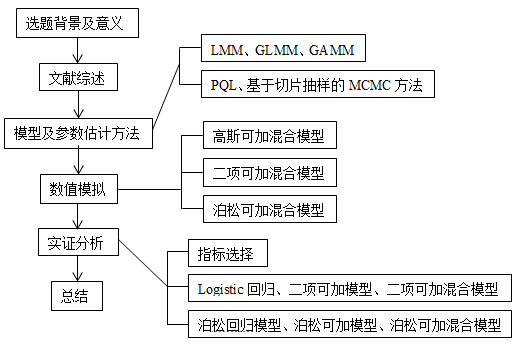 选题背景及意义
LMM、GLMM、GAMM
文献综述
PQL、基于切片抽样的 MCMC 方法
模型及参数估计方法
高斯可加混合模型
二项可加混合模型
数值模拟
泊松可加混合模型
实证分析
指标选择
Logistic 回归、二项可加模型、二项可加混合模型
总结
泊松回归模型、泊松可加模型、泊松可加混合模型